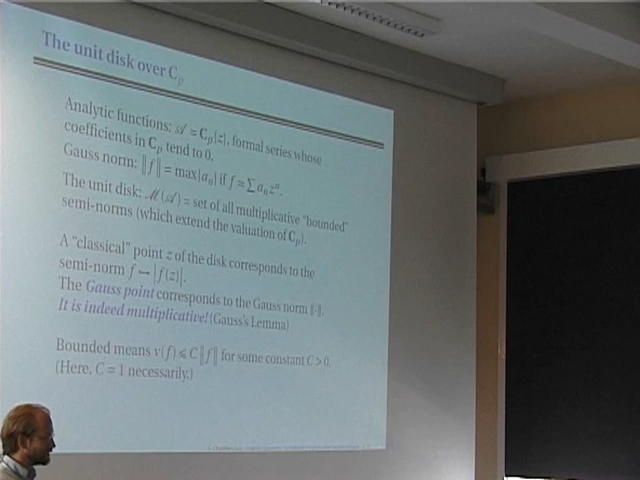 The unit disk over C_p
Analytic functions: 𝒜 = C_p⟨z⟩, formal series whose
coefficients in C_p tend to 0.
Gauss norm: ‖f‖ = max|a_n| if f = ∑ a_n z^n.
The unit disk: ℳ(𝒜) = set of all multiplicative “bounded”
semi-norms (which extend the valuation of C_p).
A “classical” point z of the disk corresponds to the
semi-norm f ↦ |f(z)|.
The Gauss point corresponds to the Gauss norm ‖·‖.
It is indeed multiplicative! (Gauss’s Lemma)
Bounded means v(f) ⩽ C ‖f‖ for some constant C > 0.
(Here, C = 1 necessarily.)